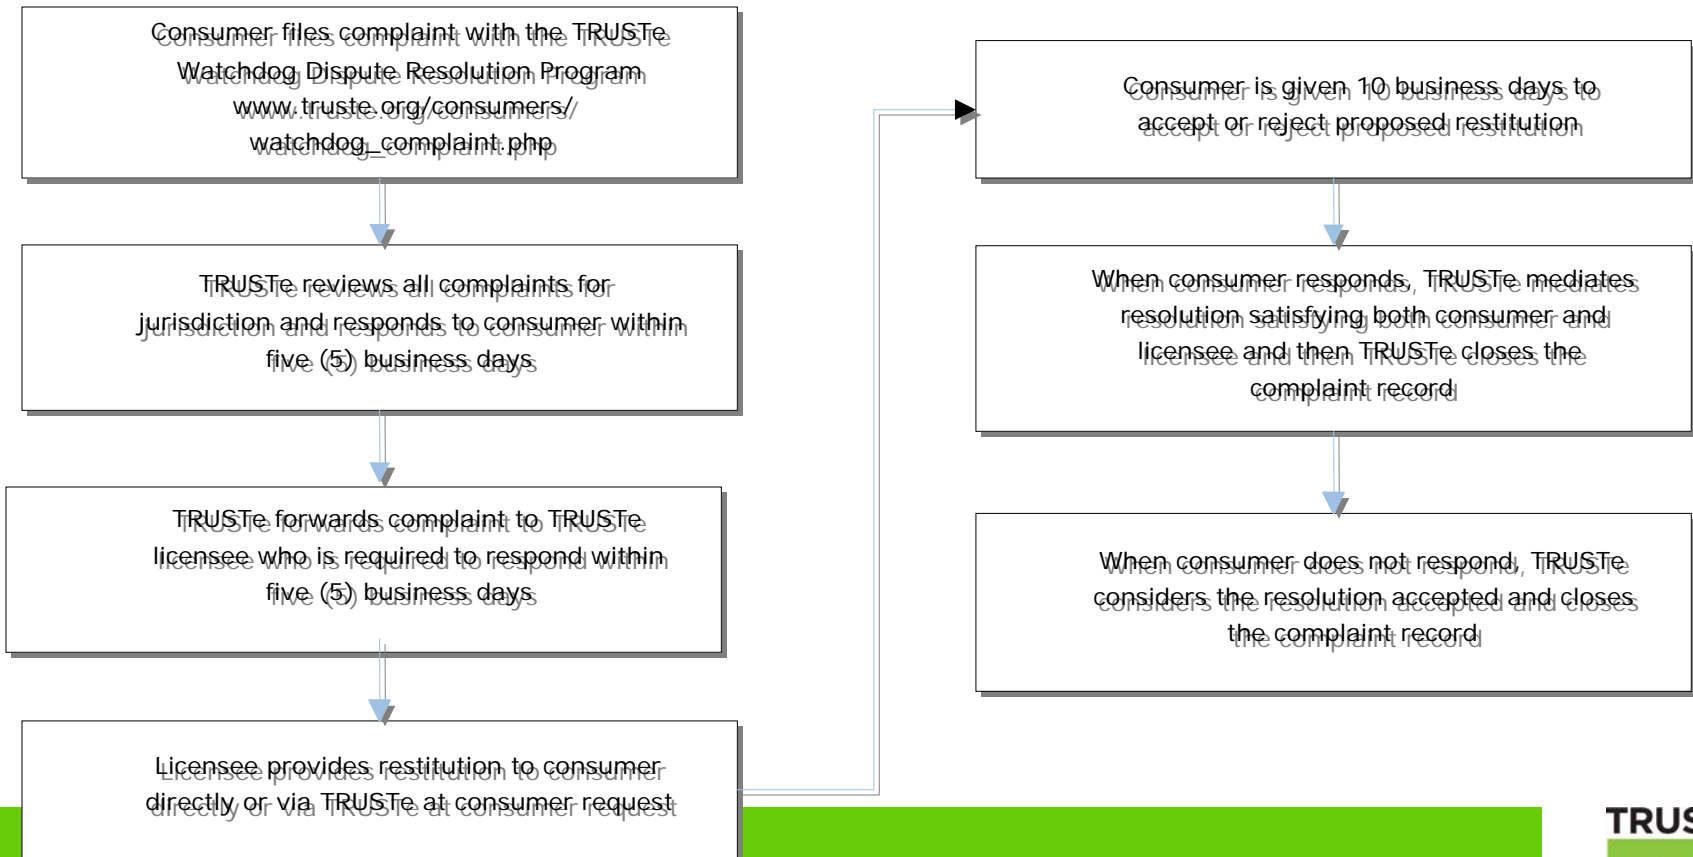 Consumer files complaint with the TRUSTe
Watchdog Dispute Resolution Program
www.truste.org/consumers/
watchdog_complaint.php
TRUSTe reviews all complaints for
jurisdiction and responds to consumer within
five (5) business days
TRUSTe forwards complaint to TRUSTe
licensee who is required to respond within
five (5) business days
Licensee provides restitution to consumer
directly or via TRUSTe at consumer request
Consumer is given 10 business days to
accept or reject proposed restitution
When consumer responds, TRUSTe mediates
resolution satisfying both consumer and
licensee and then TRUSTe closes the
complaint record
When consumer does not respond, TRUSTe
considers the resolution accepted and closes
the complaint record
TRUS